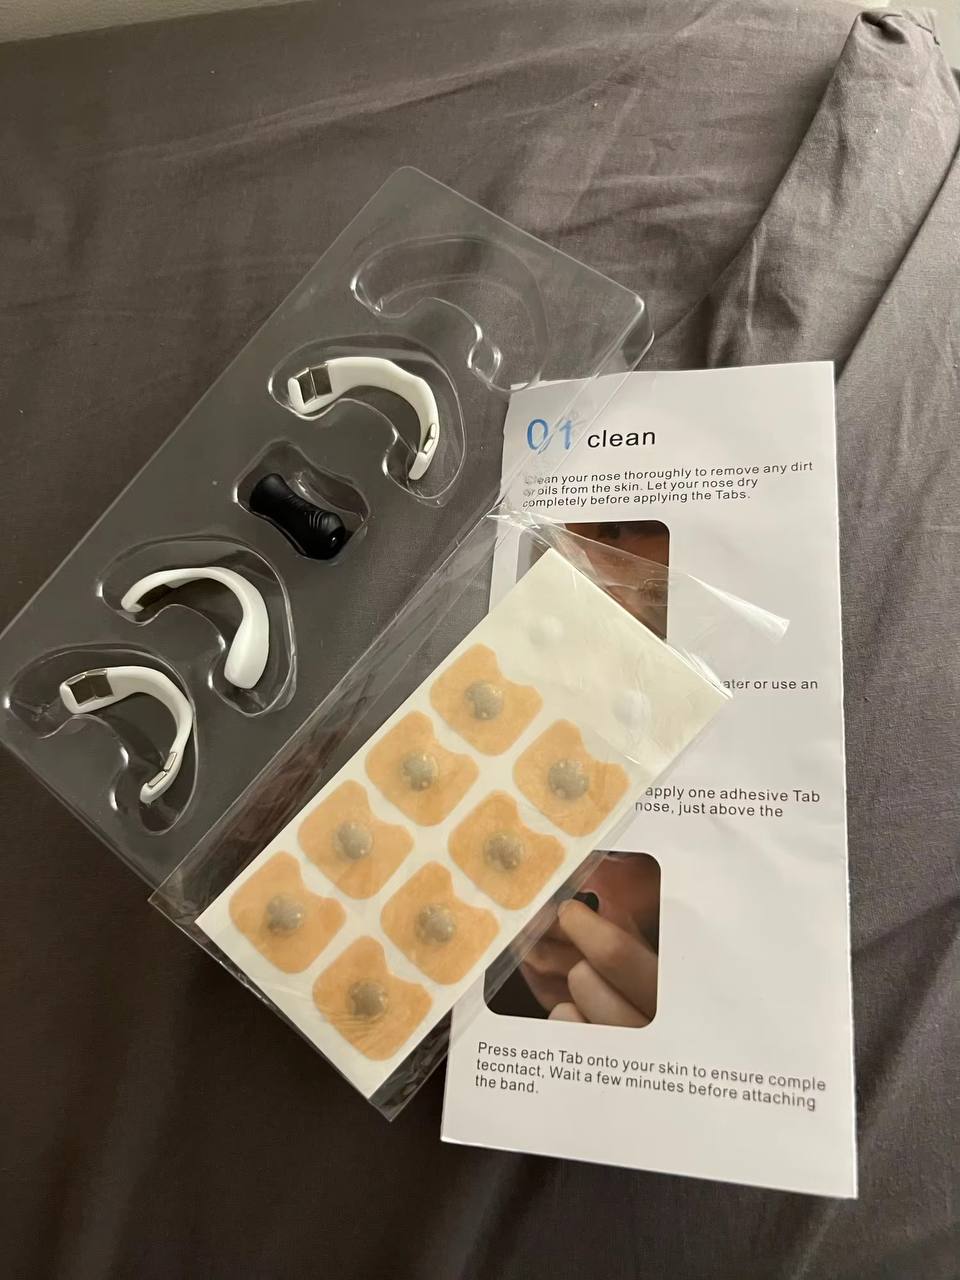 01 clean
Clean your nose thoroughly to remove any dirt
or oils from the skin. Let your nose dry
completely before applying the Tabs.
ater or use an
apply one adhesive Tab
nose, just above the
Press each Tab onto your skin to ensure comple
tecontact, Wait a few minutes before attaching
the band.